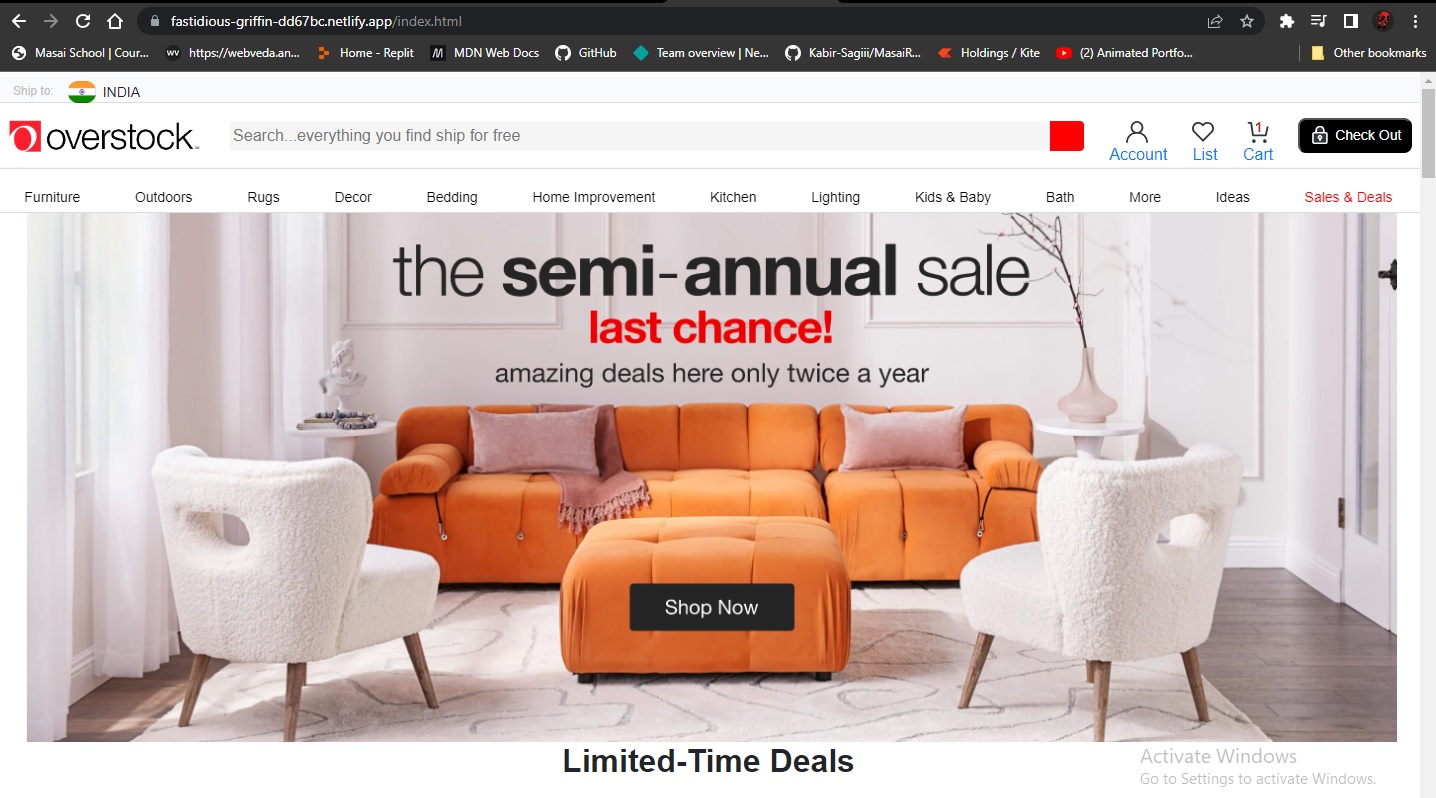 fastidious-griffin-dd67bc.netlify.app/index.html
Masai School | Cour... https://webveda.an... Home - Replit MDN Web Docs GitHub Team overview | Ne... Kabir-Sagiii/MasaiR... Holdings / Kite (2) Animated Portfo... Other bookmarks
Ship to: INDIA
overstock™ Search...everything you find ship for free 1 Check Out
Account List Cart
Furniture Outdoors Rugs Decor Bedding Home Improvement Kitchen Lighting Kids & Baby Bath More Ideas Sales & Deals
the semi-annual sale
last chance!
amazing deals here only twice a year
Shop Now
Limited-Time Deals
Activate Windows
Go to Settings to activate Windows.